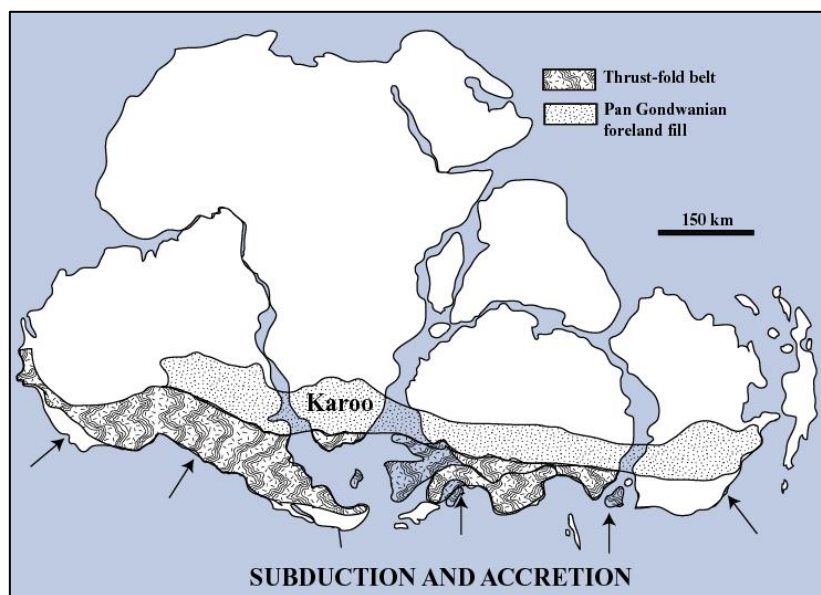 Thrust-fold belt
Pan Gondwanian
foreland fill
150 km
Karoo
SUBDUCTION AND ACCRETION